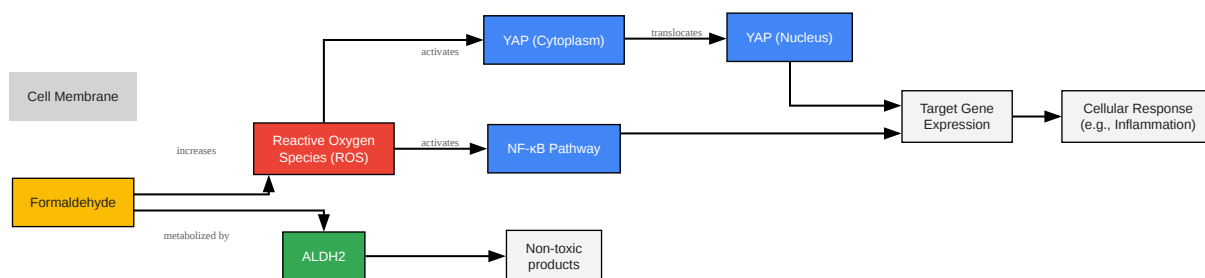 YAP (Cytoplasm)
translocates
YAP (Nucleus)
activates
Cell Membrane
Target Gene
Expression
Cellular Response
(e.g., Inflammation)
Reactive Oxygen
Species (ROS)
activates
NF-κB Pathway
increases
Formaldehyde
metabolized by
ALDH2
Non-toxic
products